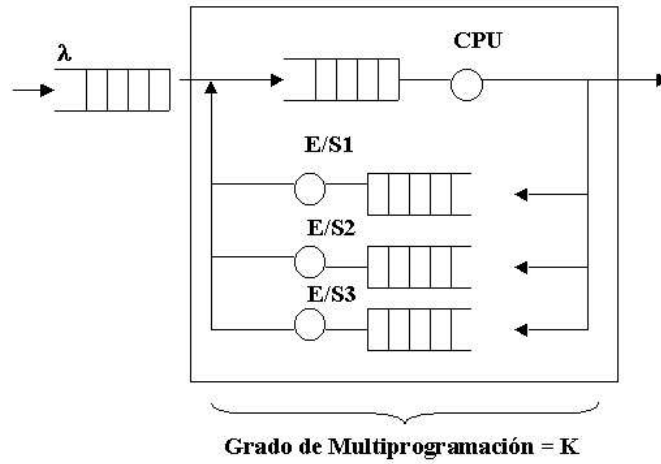 λ
CPU
E/S1
E/S2
E/S3
Grado de Multiprogramación = K